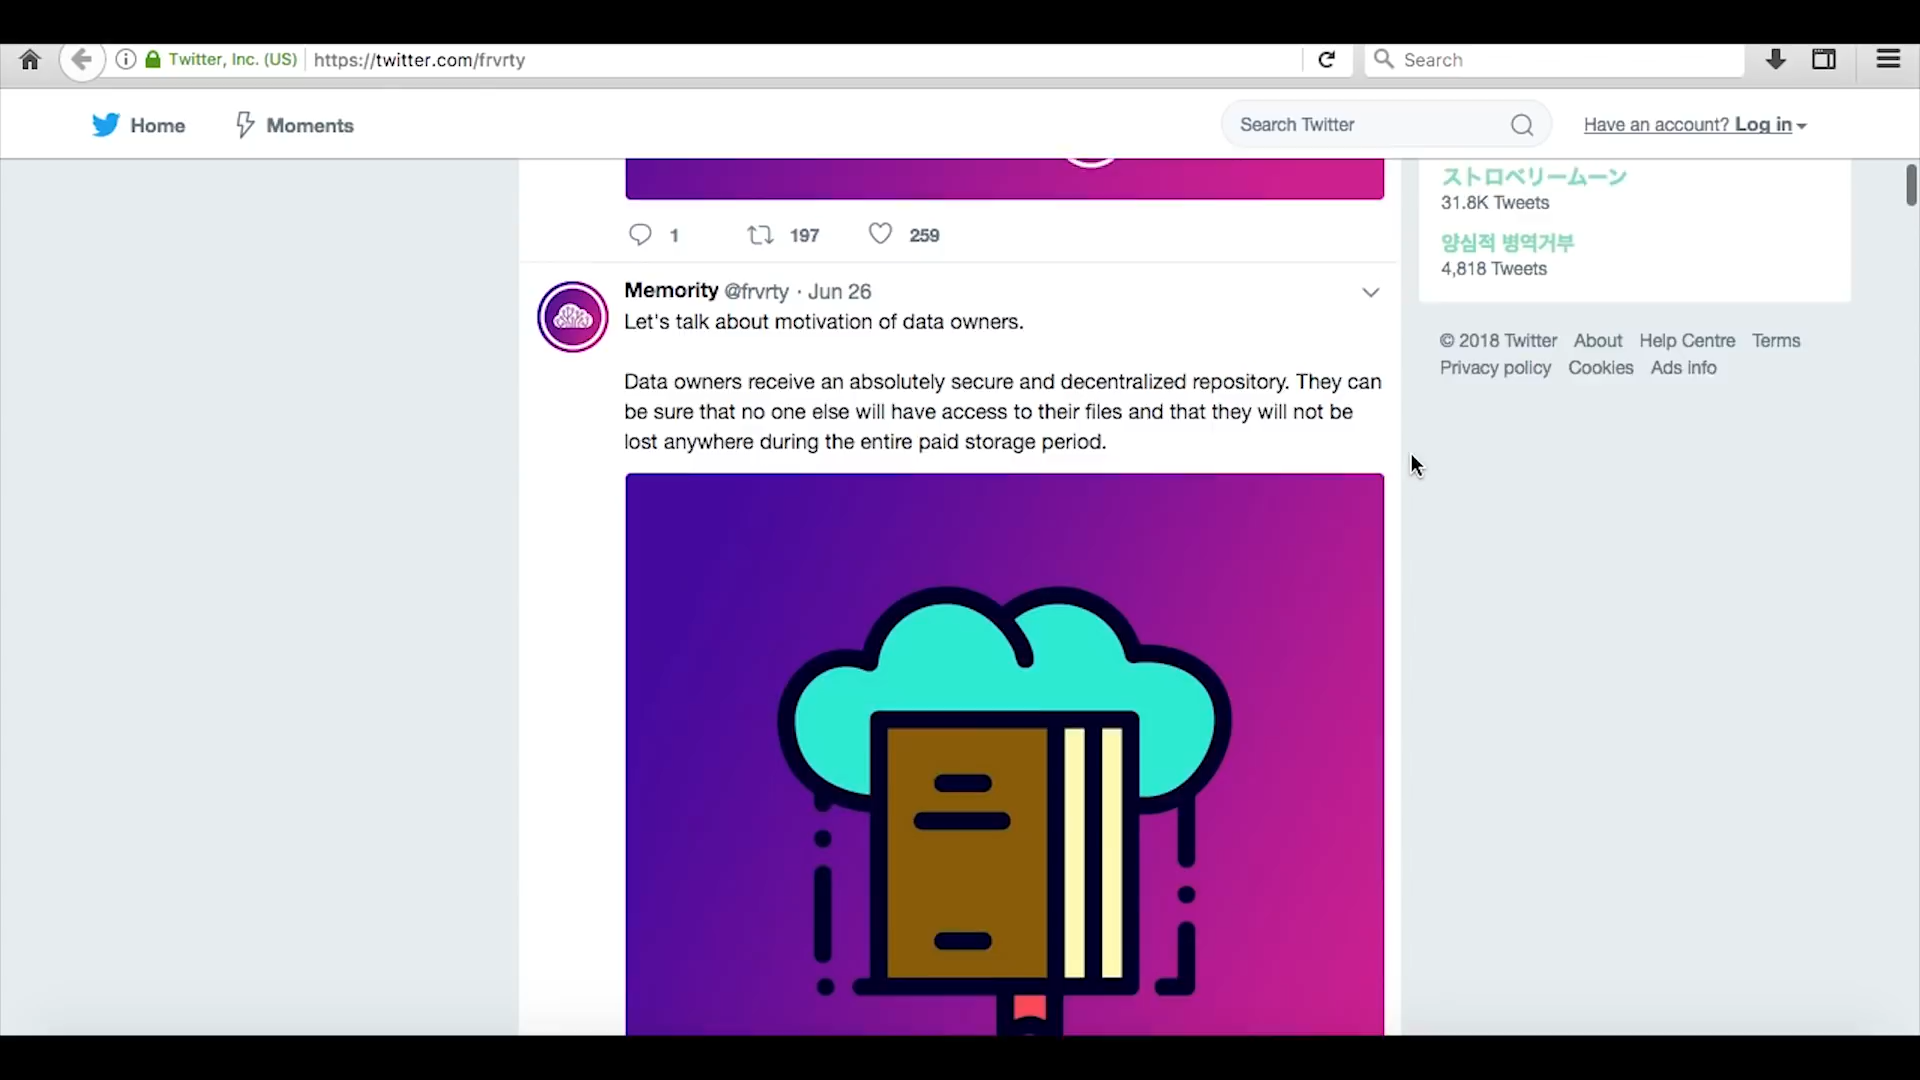 Twitter, Inc. (US) https://twitter.com/frvrty Search
Home Moments Search Twitter Have an account? Log in
1 197 259
Memority @frvrty · Jun 26
Let's talk about motivation of data owners.
Data owners receive an absolutely secure and decentralized repository. They can
be sure that no one else will have access to their files and that they will not be
lost anywhere during the entire paid storage period.
ストロベリームーン
31.8K Tweets
양심적 병역거부
4,818 Tweets
© 2018 Twitter About Help Centre Terms
Privacy policy Cookies Ads info